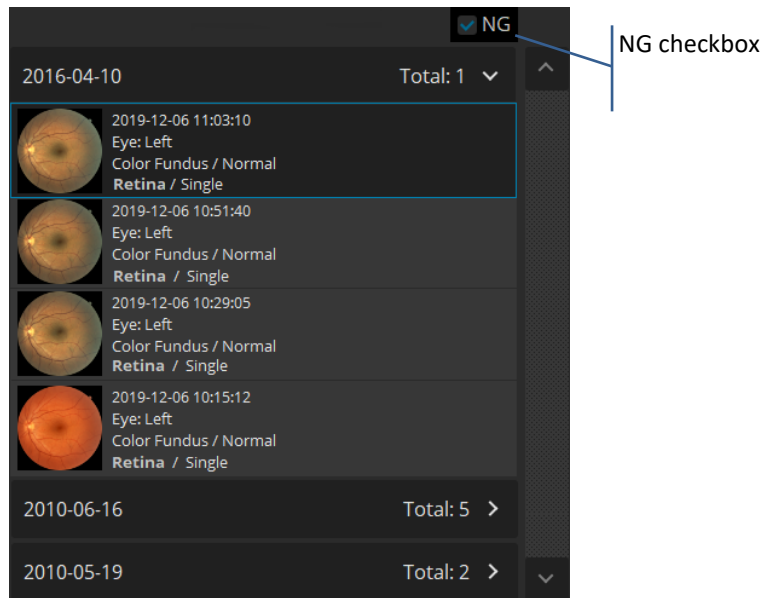 NG
NG checkbox
2016-04-10 Total: 1
2019-12-06 11:03:10
Eye: Left
Color Fundus / Normal
Retina / Single
2019-12-06 10:51:40
Eye: Left
Color Fundus / Normal
Retina / Single
2019-12-06 10:29:05
Eye: Left
Color Fundus / Normal
Retina / Single
2019-12-06 10:15:12
Eye: Left
Color Fundus / Normal
Retina / Single
2010-06-16 Total: 5
2010-05-19 Total: 2